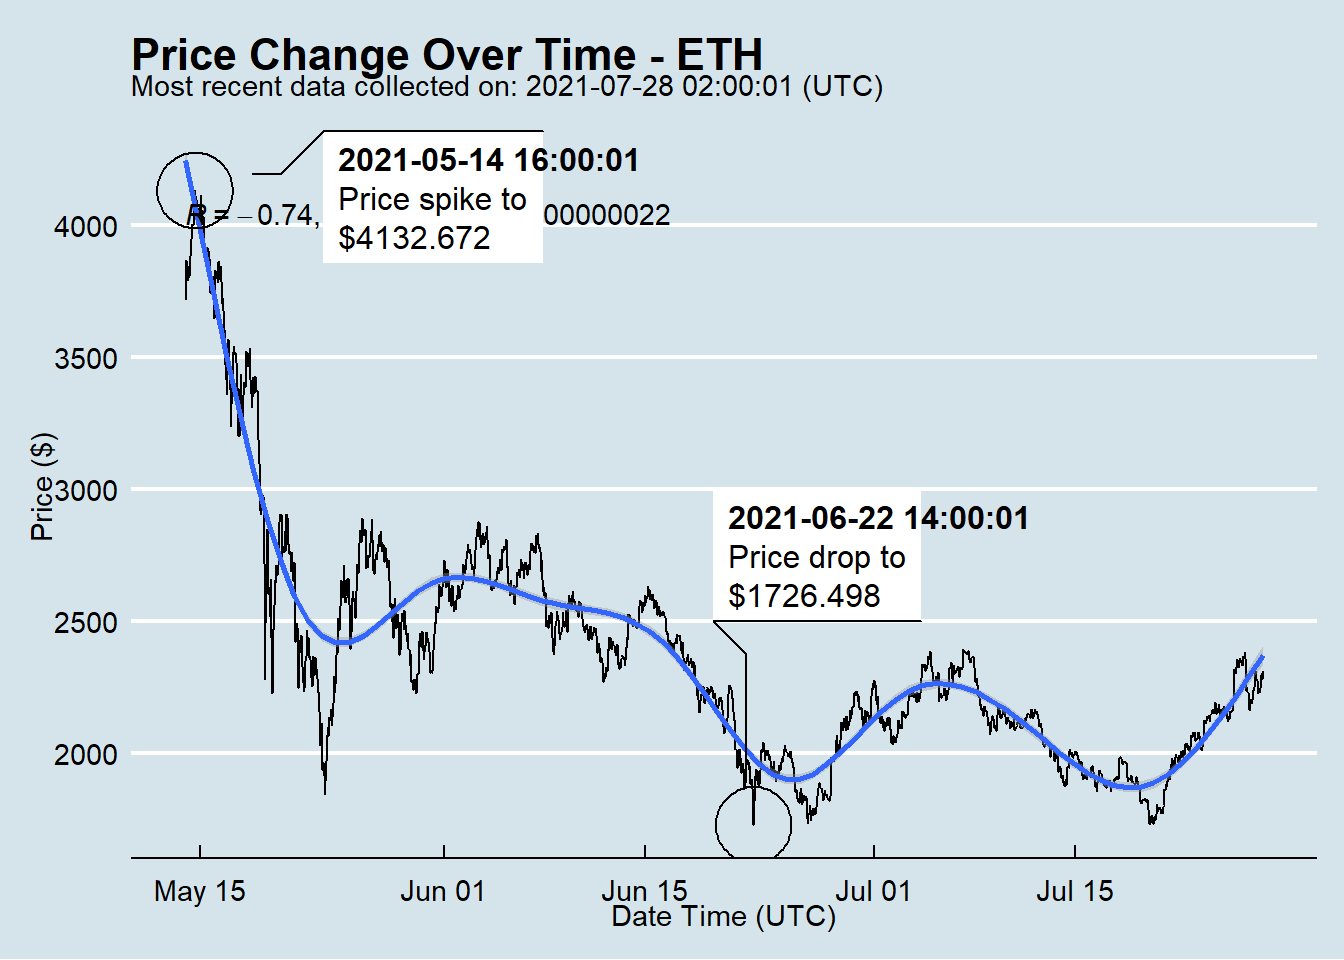 Price Change Over Time - ETH
Most recent data collected on: 2021-07-28 02:00:01 (UTC)
2021-05-14 16:00:01
Price spike to
$4132.672
R = −0.74, 00000022
4000
3500
3000
2500
2000
Price ($)
2021-06-22 14:00:01
Price drop to
$1726.498
May 15 Jun 01 Jun 15 Jul 01 Jul 15
Date Time (UTC)